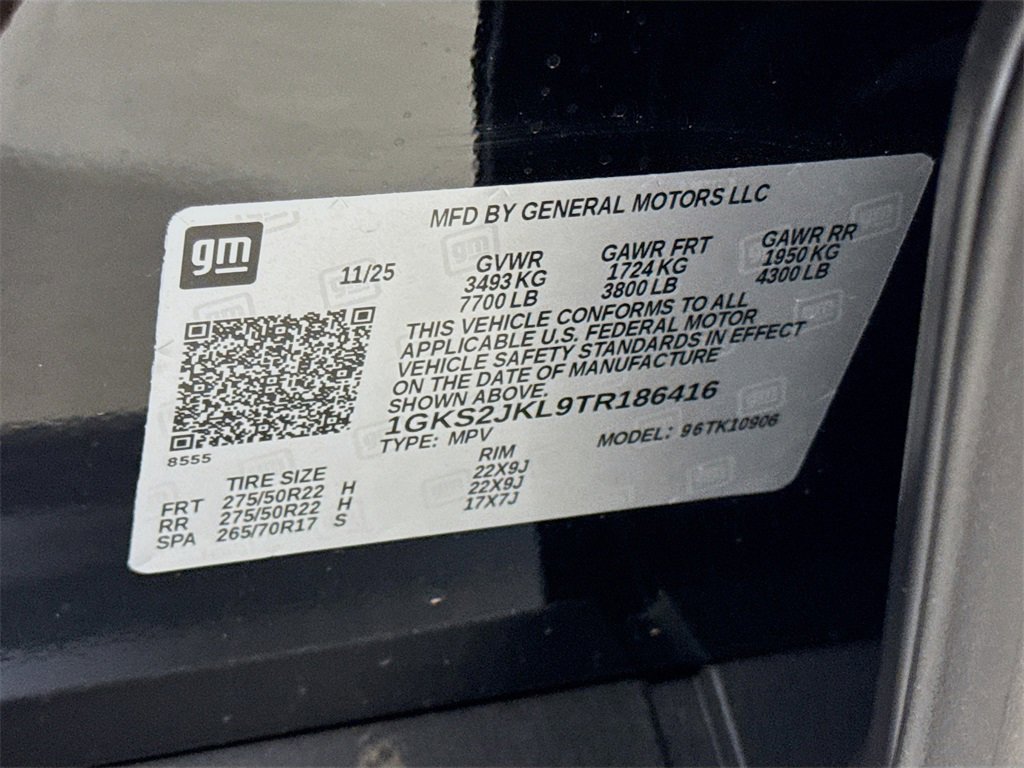 gm
MFD BY GENERAL MOTORS LLC
11/25
GVWR
3493 KG
7700 LB
GAWR FRT
1724 KG
3800 LB
GAWR RR
1950 KG
4300 LB
THIS VEHICLE CONFORMS TO ALL
APPLICABLE U.S. FEDERAL MOTOR
VEHICLE SAFETY STANDARDS IN EFFECT
ON THE DATE OF MANUFACTURE
SHOWN ABOVE.
1GKS2JKL9TR186416
TYPE: MPV MODEL: 96TK10906
8555
TIRE SIZE RIM
FRT 275/50R22 H 22X9J
RR 275/50R22 H 22X9J
SPA 265/70R17 S 17X7J